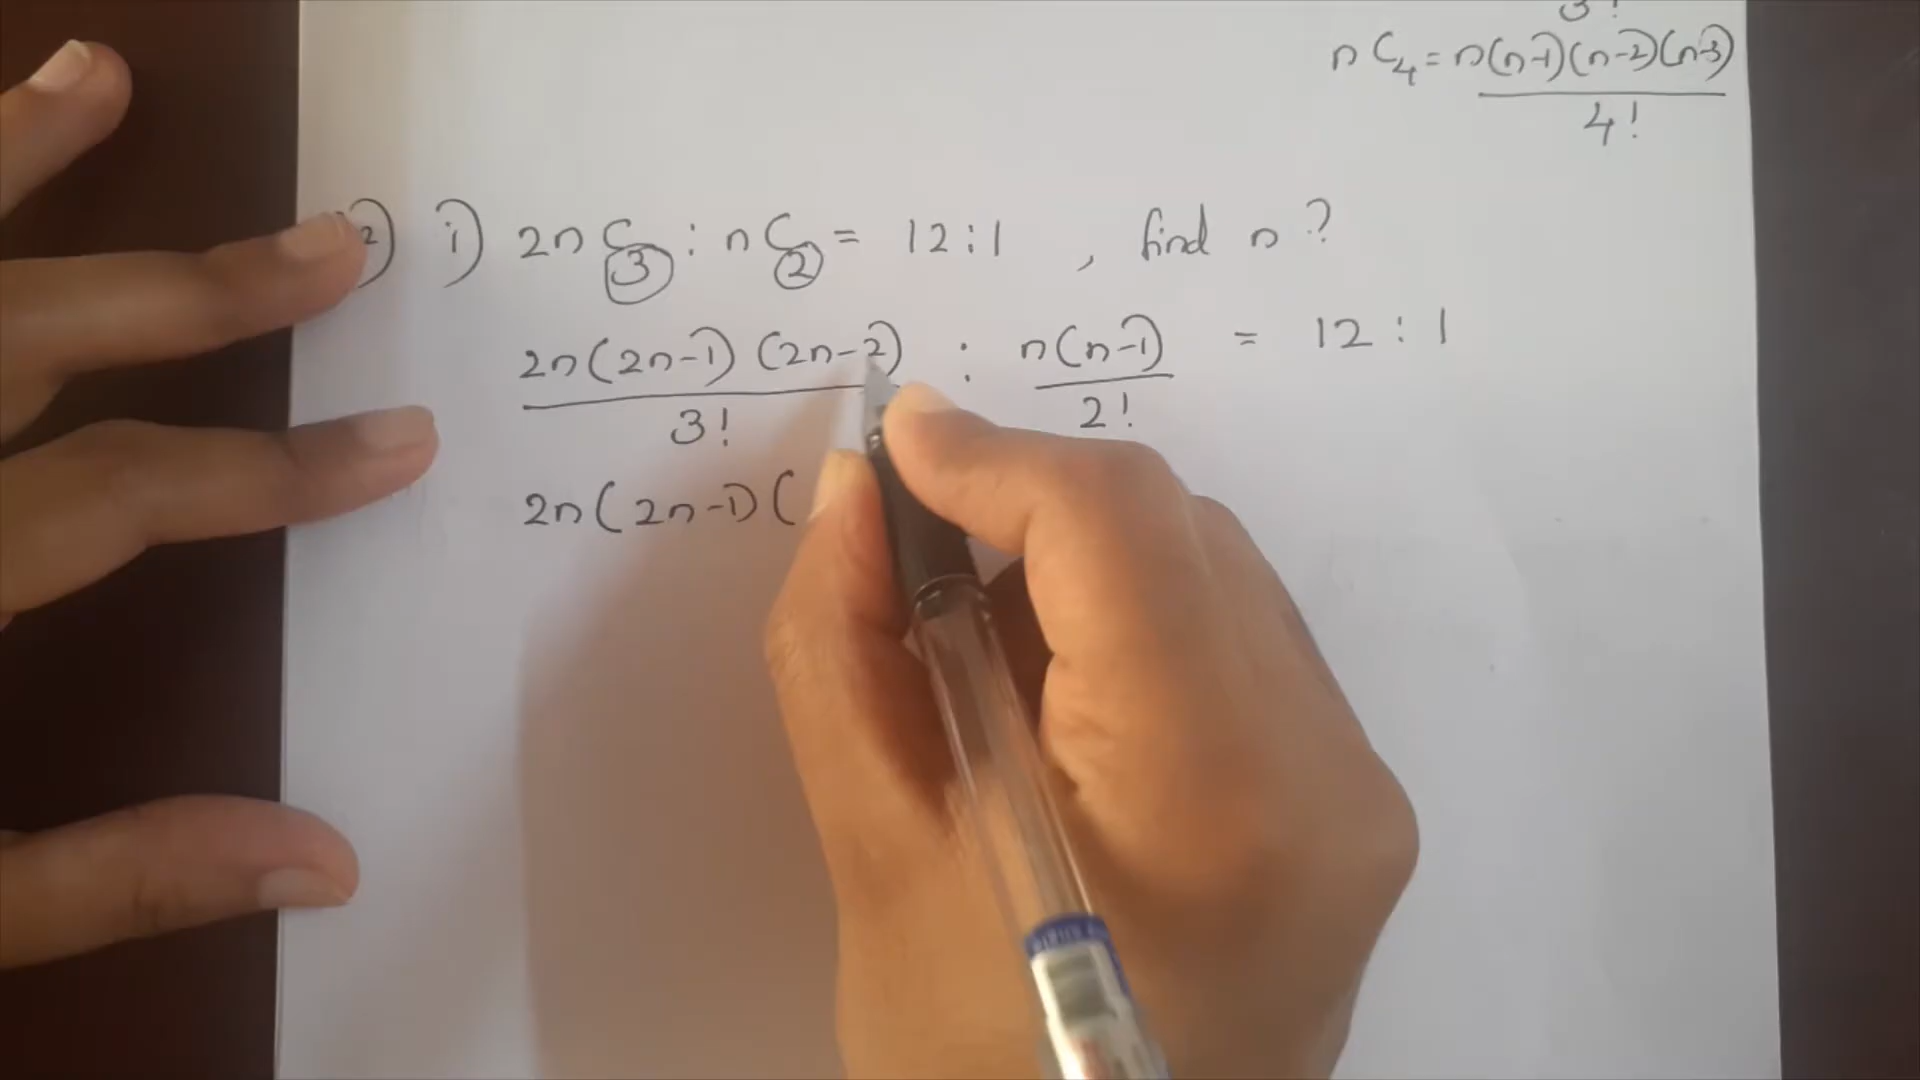 3!
nC₄ = n(n-1)(n-2)(n-3)
4!
2) i) 2nC₃ : nC₂ = 12 : 1 , find n ?
2n(2n-1)(2n-2) : n(n-1) = 12 : 1
3! 2!
2n(2n-1)(